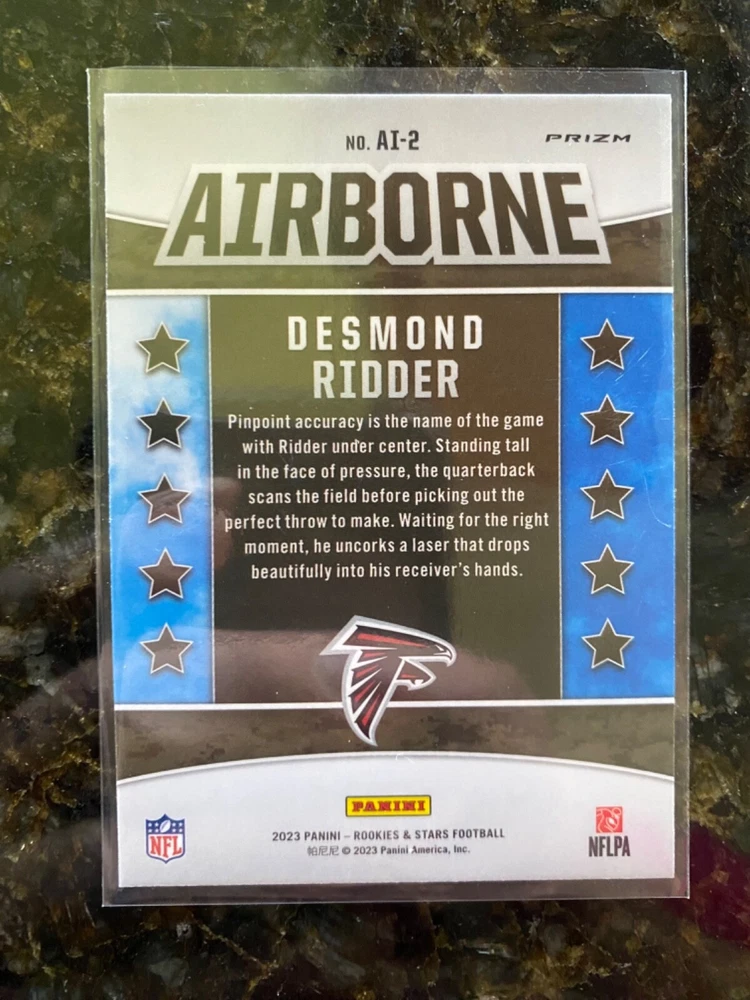 NO. AI-2
PRIZM
AIRBORNE
DESMOND
RIDDER
Pinpoint accuracy is the name of the game
with Ridder under center. Standing tall
in the face of pressure, the quarterback
scans the field before picking out the
perfect throw to make. Waiting for the right
moment, he uncorks a laser that drops
beautifully into his receiver's hands.
PANINI
2023 PANINI – ROOKIES & STARS FOOTBALL
帕尼尼 © 2023 Panini America, Inc.
NFL
NFLPA